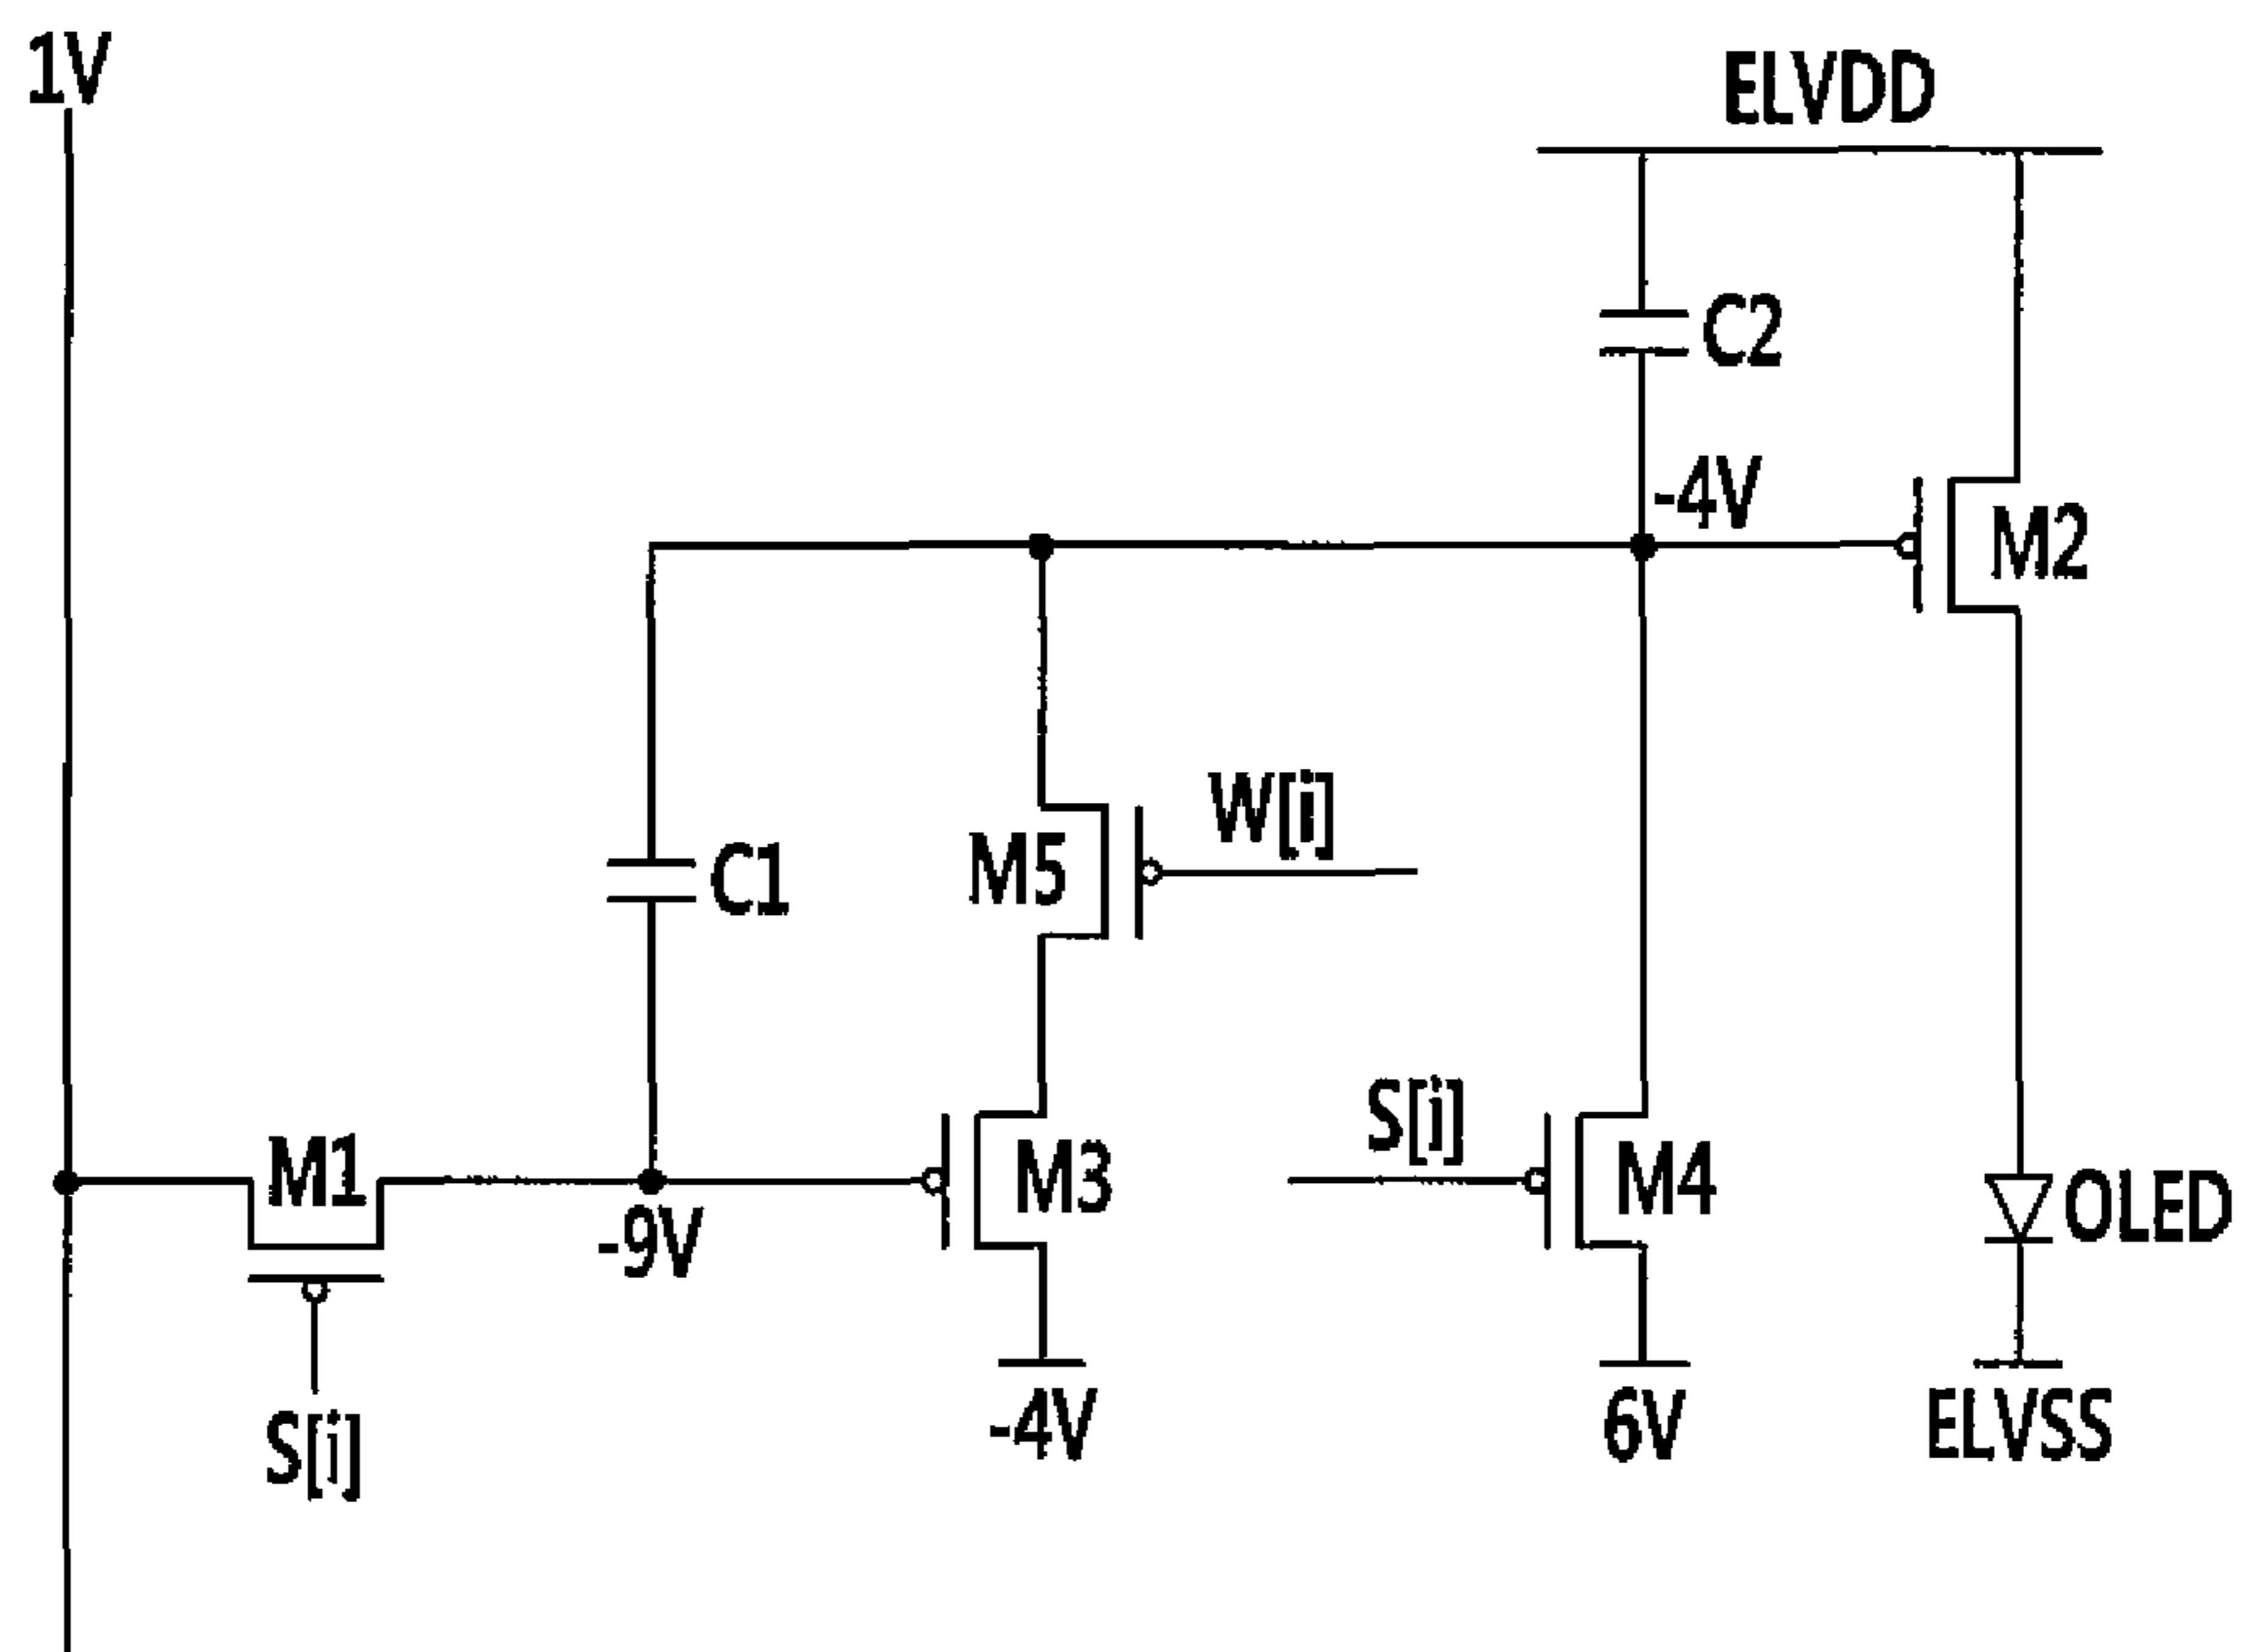 1V
ELVDD
C2
-4V
M2
W[i]
M5
C1
S[i]
M1
M3
M4
OLED
-9V
-4V
6V
ELVSS
S[i]